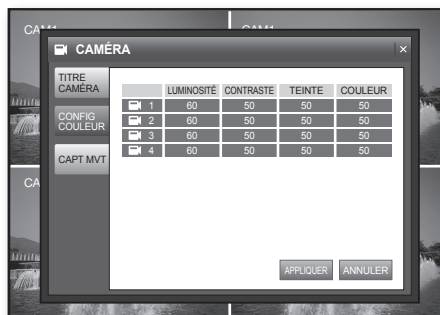 CAM1
CAM1
CAMÉRA
TITRE
CAMÉRA
CONFIG
COULEUR
CAPT MVT
LUMINOSITÉ CONTRASTE TEINTE COULEUR
1 60 50 50 50
2 60 50 50 50
3 60 50 50 50
4 60 50 50 50
CA
APPLIQUER ANNULER